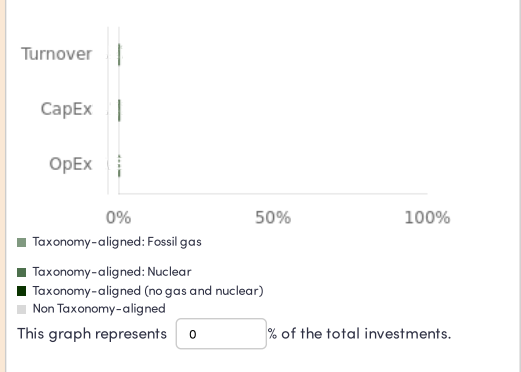 Turnover
CapEx
OpEx
0% 50% 100%
Taxonomy-aligned: Fossil gas
Taxonomy-aligned: Nuclear
Taxonomy-aligned (no gas and nuclear)
Non Taxonomy-aligned
This graph represents 0 % of the total investments.